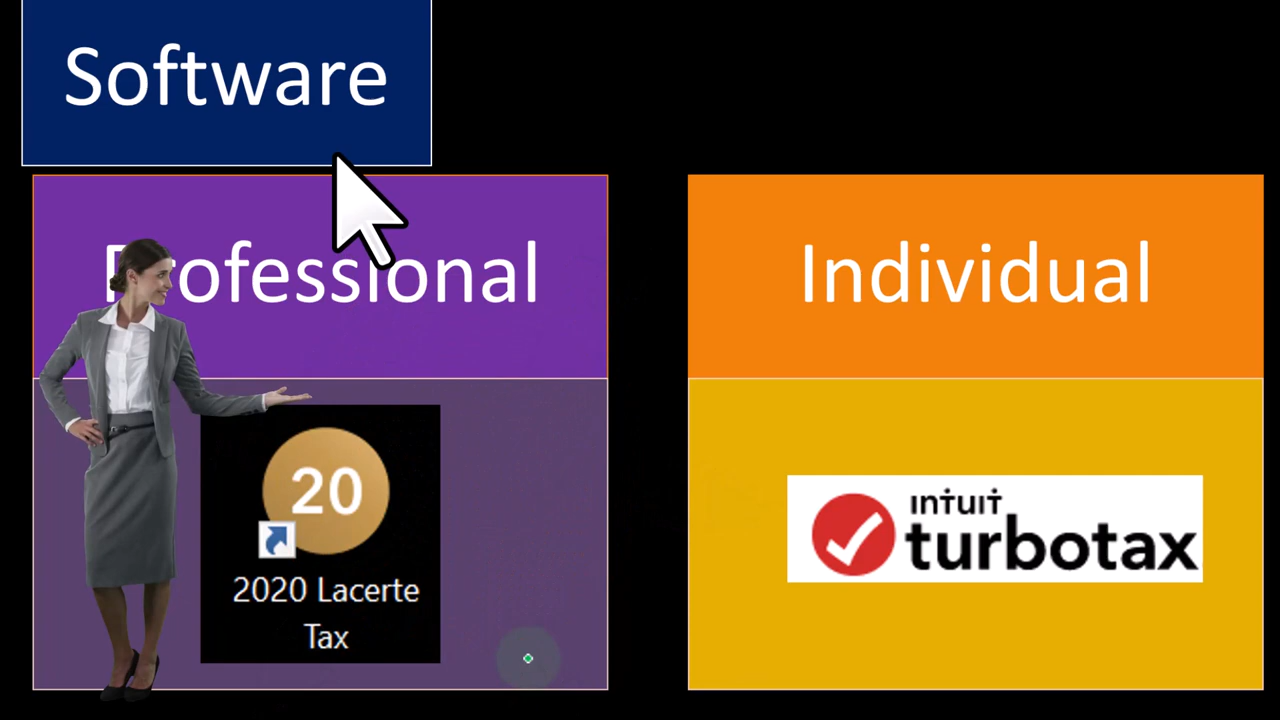 Software
Professional
Individual
20
2020 Lacerte
Tax
intuit
turbotax